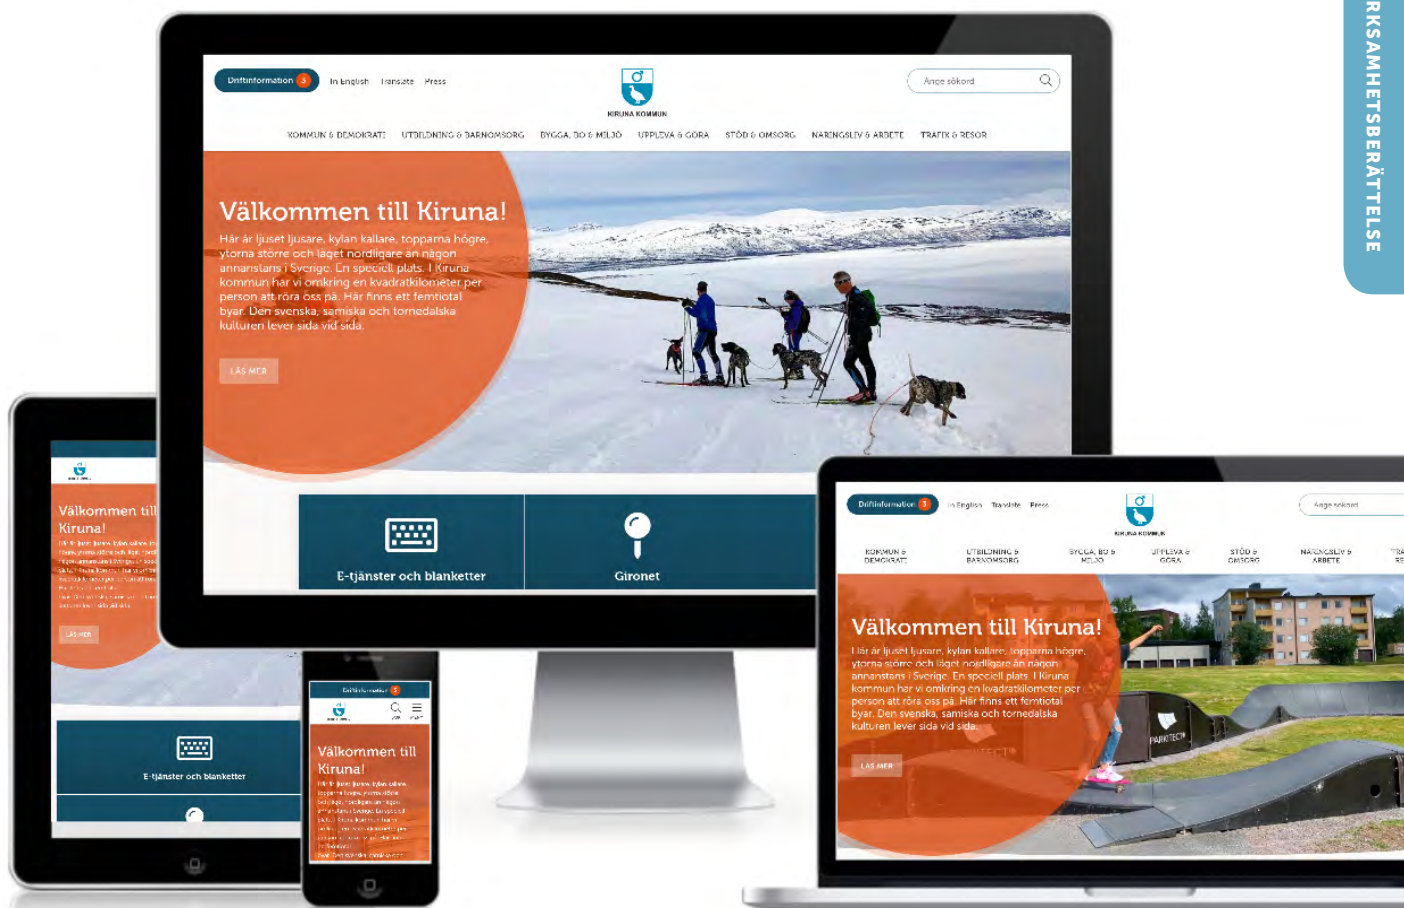 RKSAMHETSBERÄTTELSE
Driftinformation 3
In English Translate Press
KIRUNA KOMMUN
Ange sökord
KOMMUN & DEMOKRATI UTBILDNING & BARNOMSORG BYGGA, BO & MILJÖ UPPLEVA & GÖRA STÖD & OMSORG NÄRINGSLIV & ARBETE TRAFIK & RESOR
Välkommen till Kiruna!
Här är ljuset ljusare, kylan kallare, topparna högre,
ytorna större och läget nordligare än någon
annanstans i Sverige. En speciell plats. I Kiruna
kommun har vi omkring en kvadratkilometer per
person att röra oss på. Här finns ett femtiotal
byar. Den svenska, samiska och tornedalska
kulturen lever sida vid sida.
LÄS MER
E-tjänster och blanketter
Gironet
Välkommen till
Kiruna!
LÄS MER
E-tjänster och blanketter
Driftinformation 3
Välkommen till
Kiruna!
Driftinformation 3
In English Translate Press
KIRUNA KOMMUN
Ange sökord
KOMMUN &
DEMOKRATI
UTBILDNING &
BARNOMSORG
BYGGA, BO &
MILJÖ
UPPLEVA &
GÖRA
STÖD &
OMSORG
NÄRINGSLIV &
ARBETE
Välkommen till Kiruna!
Här är ljuset ljusare, kylan kallare, topparna högre,
ytorna större och läget nordligare än någon
annanstans i Sverige. En speciell plats. I Kiruna
kommun har vi omkring en kvadratkilometer per
person att röra oss på. Här finns ett femtiotal
byar. Den svenska, samiska och tornedalska
kulturen lever sida vid sida.
LÄS MER
PARKITECT